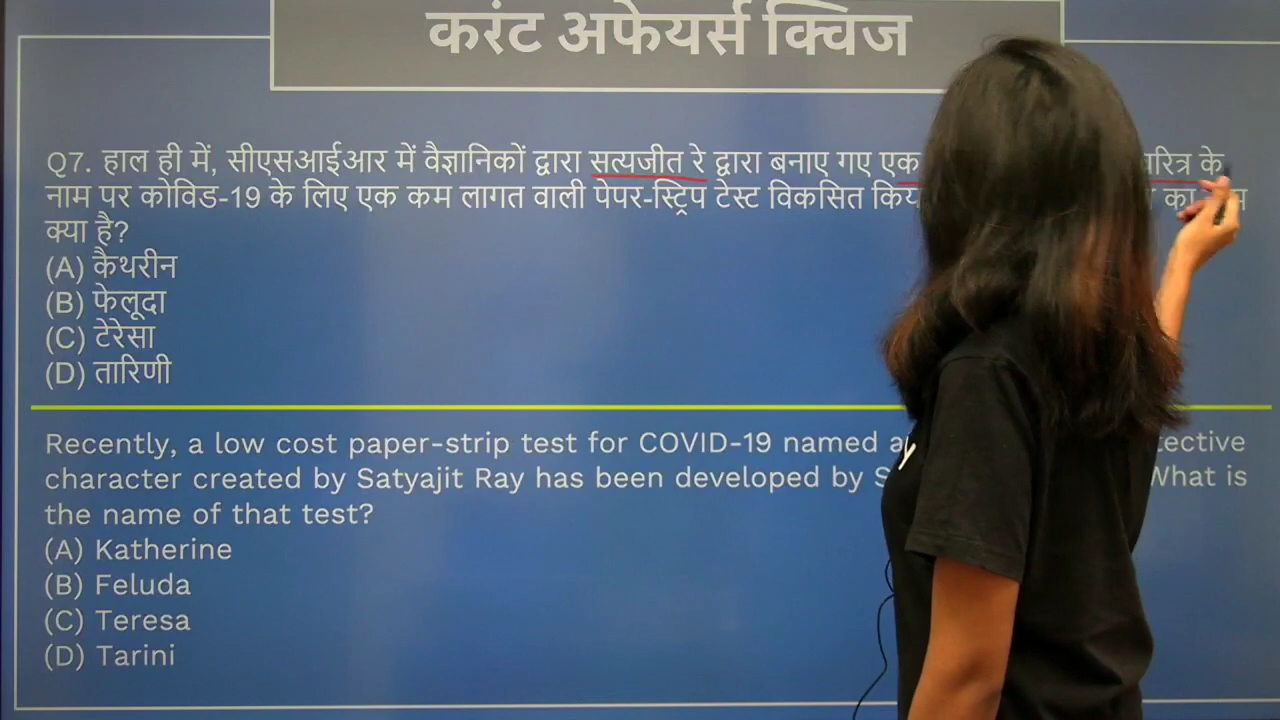 करंट अफेयर्स क्विज
Q7. हाल ही में, सीएसआईआर में वैज्ञानिकों द्वारा सत्यजीत रे द्वारा बनाए गए एक के
नाम पर कोविड-19 के लिए एक कम लागत वाली पेपर-स्ट्रिप टेस्ट विकसित
क्या है?
(A) कैथरीन
(B) फेलूदा
(C) टेरेसा
(D) तारिणी
Recently, a low cost paper-strip test for COVID-19 named
character created by Satyajit Ray has been developed by What is
the name of that test?
(A) Katherine
(B) Feluda
(C) Teresa
(D) Tarini